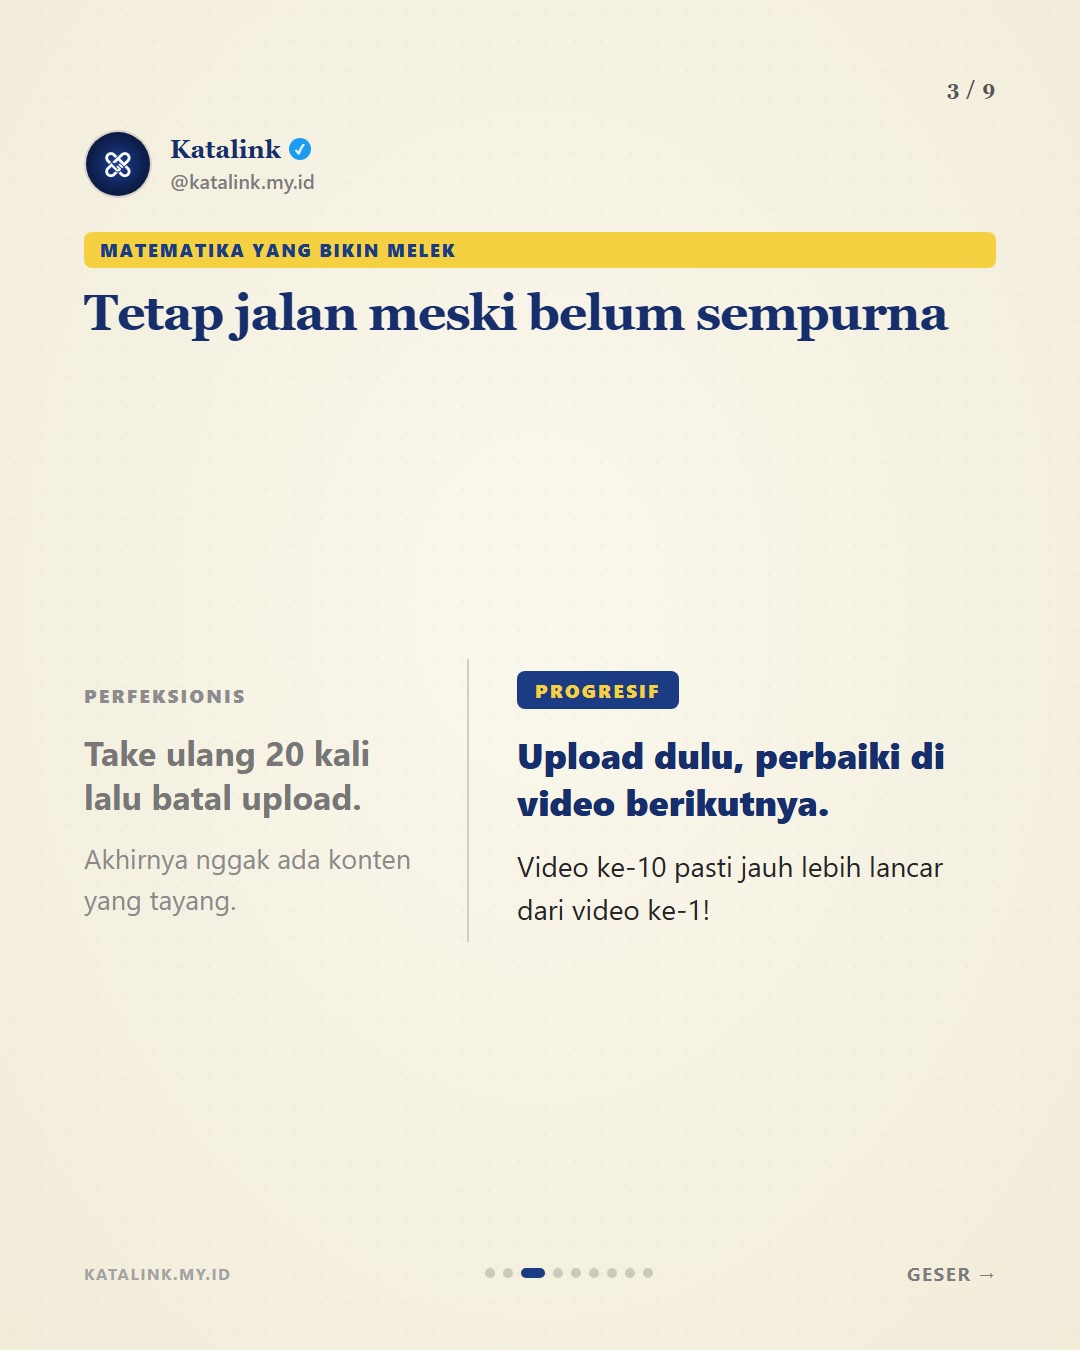 3 / 9
Katalink
@katalink.my.id
MATEMATIKA YANG BIKIN MELEK
Tetap jalan meski belum sempurna
PERFEKSIONIS
Take ulang 20 kali
lalu batal upload.
Akhirnya nggak ada konten
yang tayang.
PROGRESIF
Upload dulu, perbaiki di
video berikutnya.
Video ke-10 pasti jauh lebih lancar
dari video ke-1!
KATALINK.MY.ID
GESER →